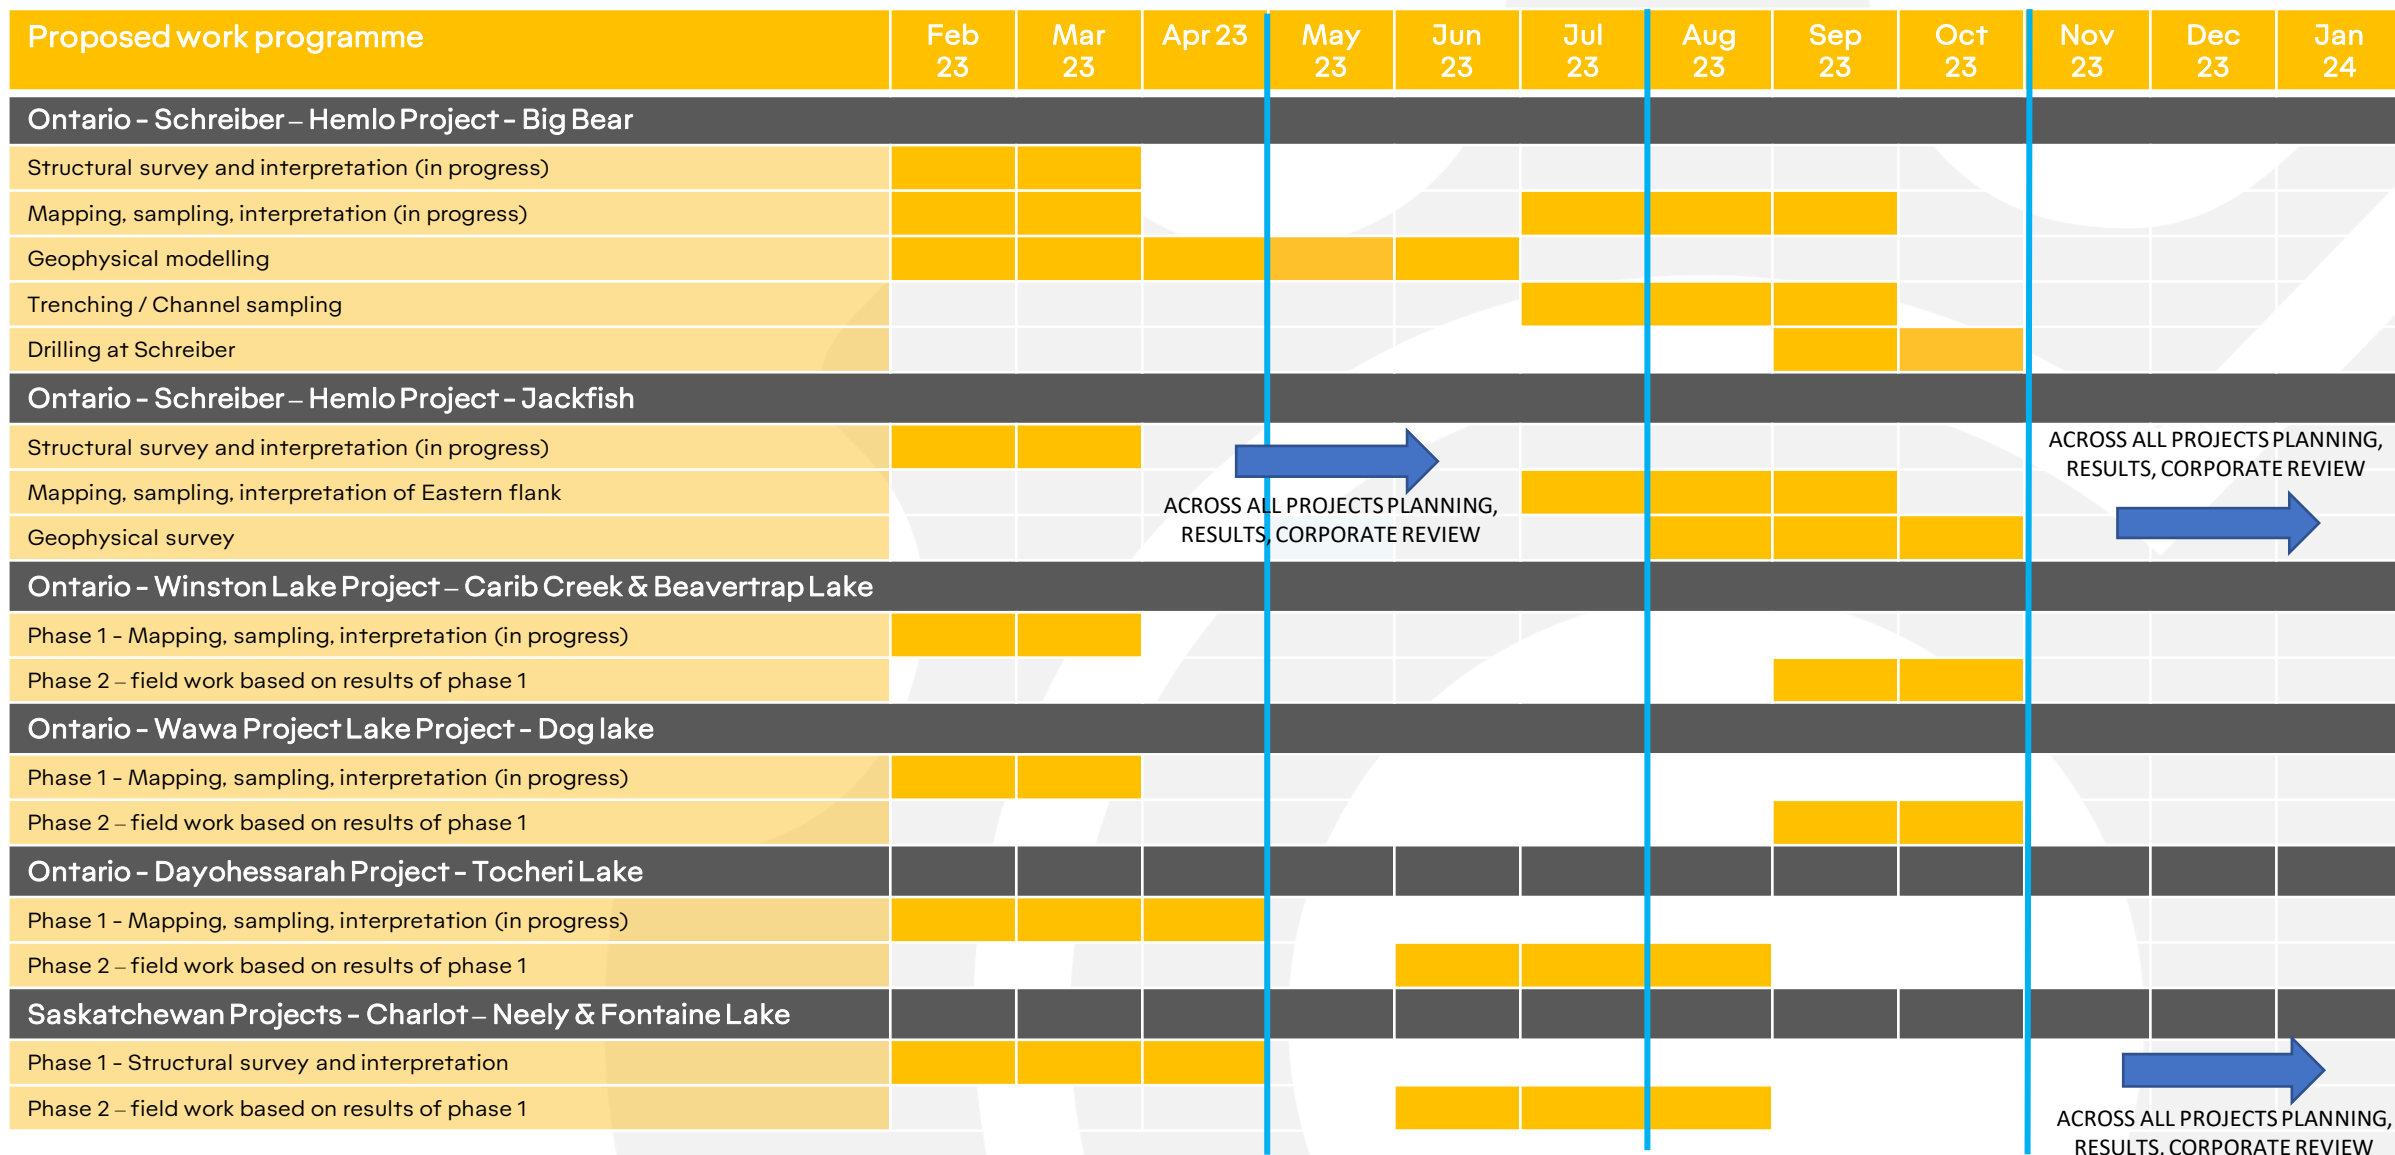 Proposed work programme
Feb 23
Mar 23
Apr 23
May 23
Jun 23
Jul 23
Aug 23
Sep 23
Oct 23
Nov 23
Dec 23
Jan 24
Ontario - Schreiber – Hemlo Project - Big Bear
Structural survey and interpretation (in progress)
Mapping, sampling, interpretation (in progress)
Geophysical modelling
Trenching / Channel sampling
Drilling at Schreiber
Ontario - Schreiber – Hemlo Project - Jackfish
Structural survey and interpretation (in progress)
Mapping, sampling, interpretation of Eastern flank
Geophysical survey
ACROSS ALL PROJECTS PLANNING,
RESULTS, CORPORATE REVIEW
ACROSS ALL PROJECTS PLANNING,
RESULTS, CORPORATE REVIEW
Ontario - Winston Lake Project – Carib Creek & Beavertrap Lake
Phase 1 - Mapping, sampling, interpretation (in progress)
Phase 2 – field work based on results of phase 1
Ontario - Wawa Project Lake Project - Dog lake
Phase 1 - Mapping, sampling, interpretation (in progress)
Phase 2 – field work based on results of phase 1
Ontario - Dayohessarah Project - Tocheri Lake
Phase 1 - Mapping, sampling, interpretation (in progress)
Phase 2 – field work based on results of phase 1
Saskatchewan Projects - Charlot – Neely & Fontaine Lake
Phase 1 - Structural survey and interpretation
Phase 2 – field work based on results of phase 1
ACROSS ALL PROJECTS PLANNING,
RESULTS, CORPORATE REVIEW